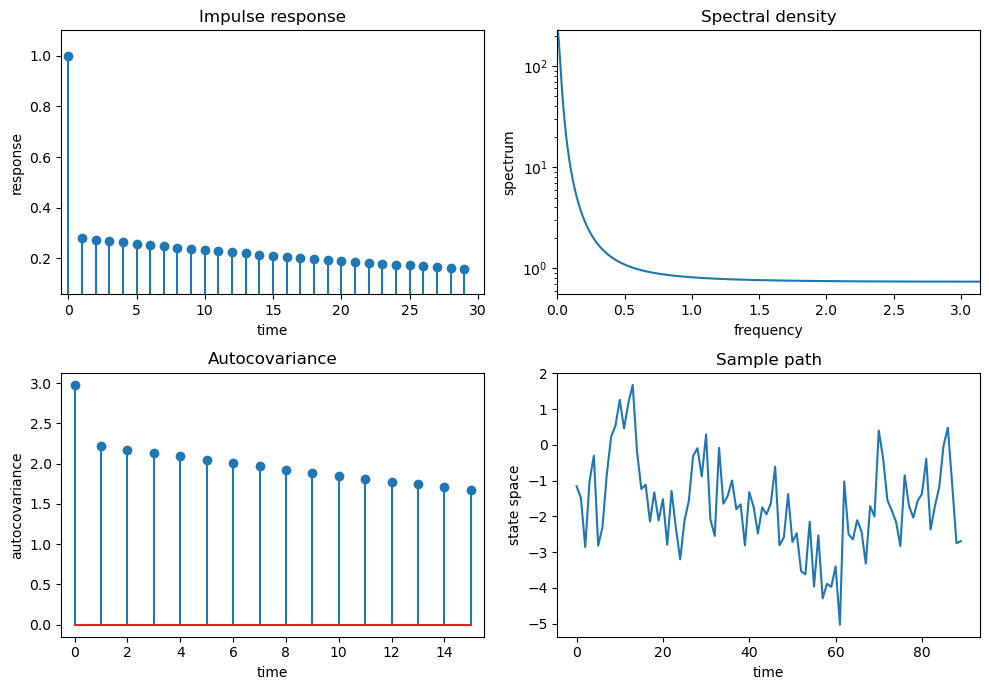 Impulse response
1.0
0.8
0.6
0.4
0.2
response
0 5 10 15 20 25 30
time
Spectral density
10²
10¹
10⁰
spectrum
0.0 0.5 1.0 1.5 2.0 2.5 3.0
frequency
Autocovariance
3.0
2.5
2.0
1.5
1.0
0.5
0.0
autocovariance
0 2 4 6 8 10 12 14
time
Sample path
2
1
0
−1
−2
−3
−4
−5
state space
0 20 40 60 80
time